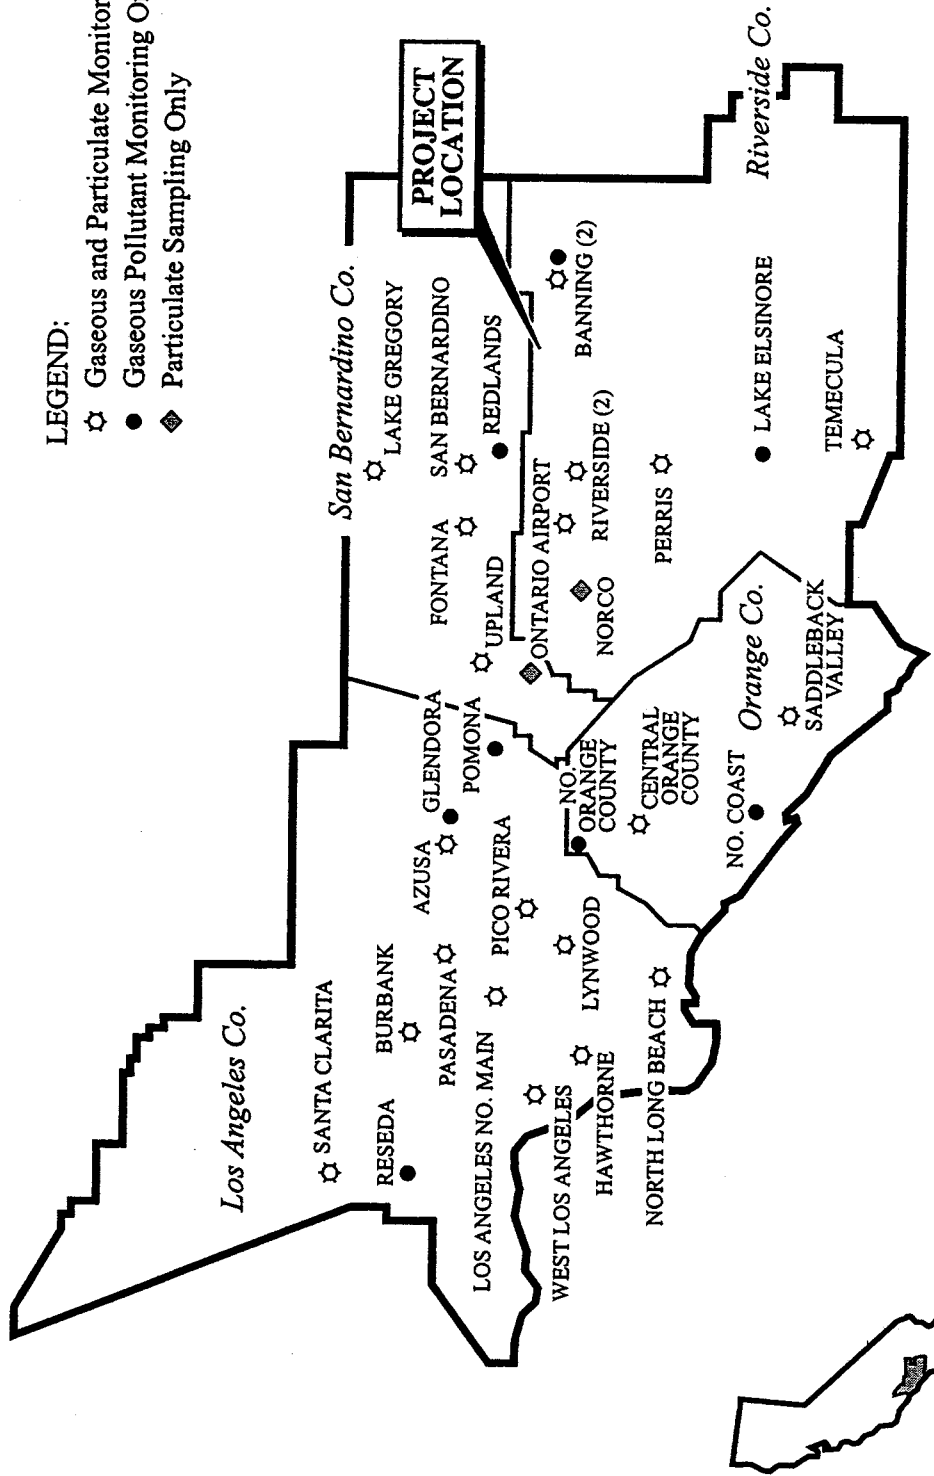 LEGEND:
Gaseous and Particulate Monitor
Gaseous Pollutant Monitoring O
Particulate Sampling Only
San Bernardino Co.
PROJECT
LOCATION
LAKE GREGORY
SAN BERNARDINO
REDLANDS
FONTANA
UPLAND
ONTARIO AIRPORT
BANNING (2)
RIVERSIDE (2)
NORCO
PERRIS
LAKE ELSINORE
TEMECULA
Riverside Co.
Los Angeles Co.
SANTA CLARITA
RESEDA
BURBANK
PASADENA
AZUSA
GLENDORA
POMONA
LOS ANGELES NO. MAIN
PICO RIVERA
WEST LOS ANGELES
HAWTHORNE
LYNWOOD
NORTH LONG BEACH
NO.
ORANGE
COUNTY
CENTRAL
ORANGE
COUNTY
NO. COAST
Orange Co.
SADDLEBACK
VALLEY